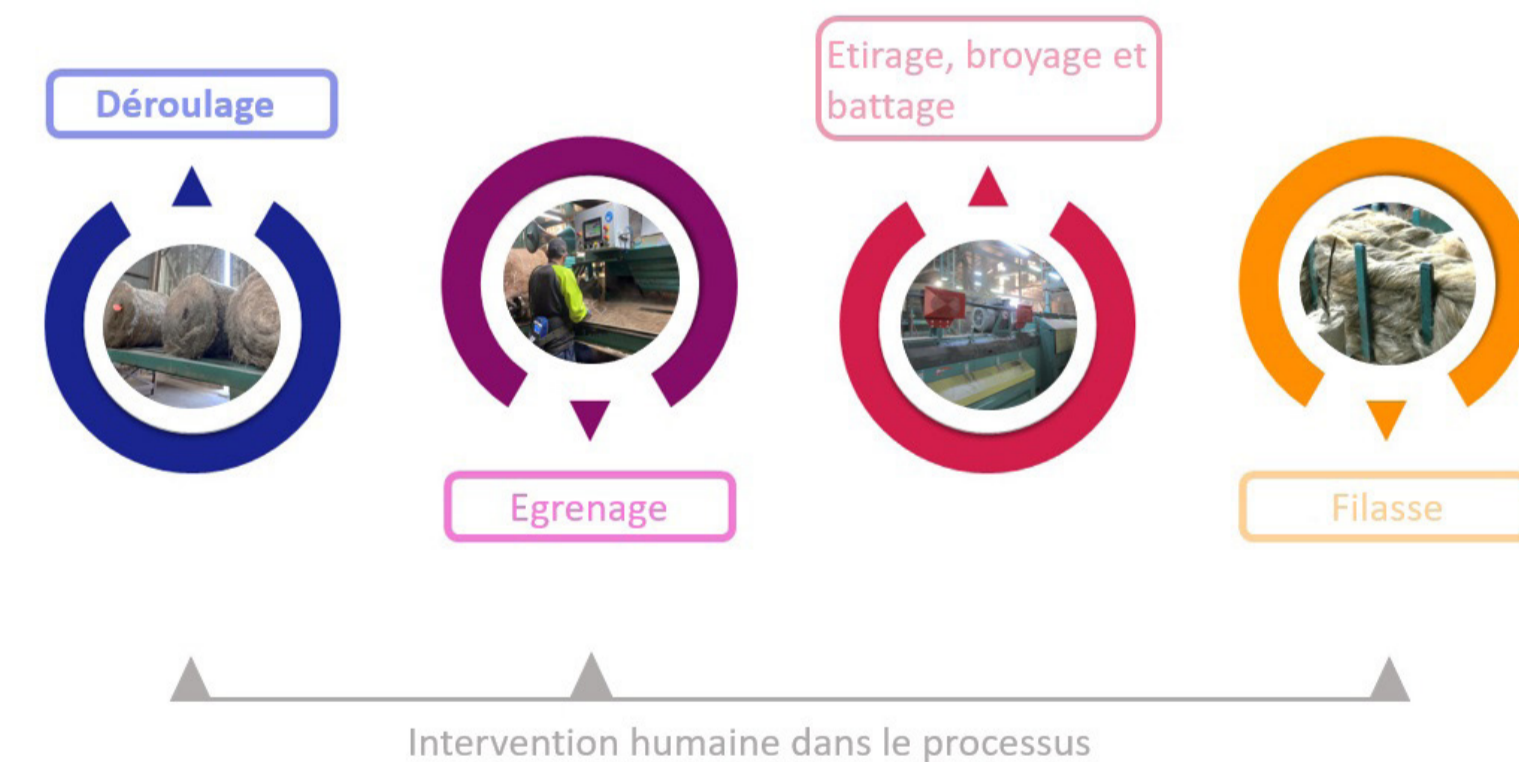 Déroulage
Etirage, broyage et
battage
Egrenage
Filasse
Intervention humaine dans le processus